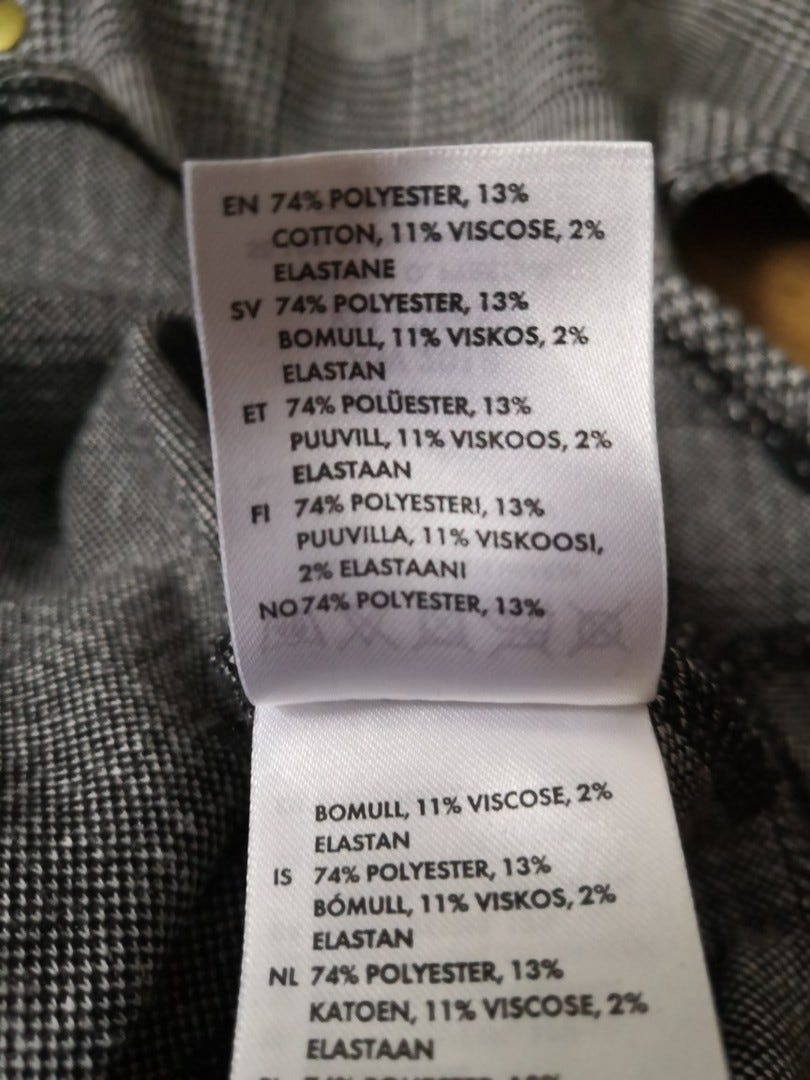 EN 74% POLYESTER, 13%
COTTON, 11% VISCOSE, 2%
ELASTANE
SV 74% POLYESTER, 13%
BOMULL, 11% VISKOS, 2%
ELASTAN
ET 74% POLÜESTER, 13%
PUUVILL, 11% VISKOOS, 2%
ELASTAAN
FI 74% POLYESTERI, 13%
PUUVILLA, 11% VISKOOSI,
2% ELASTAANI
NO 74% POLYESTER, 13%
BOMULL, 11% VISCOSE, 2%
ELASTAN
IS 74% POLYESTER, 13%
BÓMULL, 11% VISKOS, 2%
ELASTAN
NL 74% POLYESTER, 13%
KATOEN, 11% VISCOSE, 2%
ELASTAAN